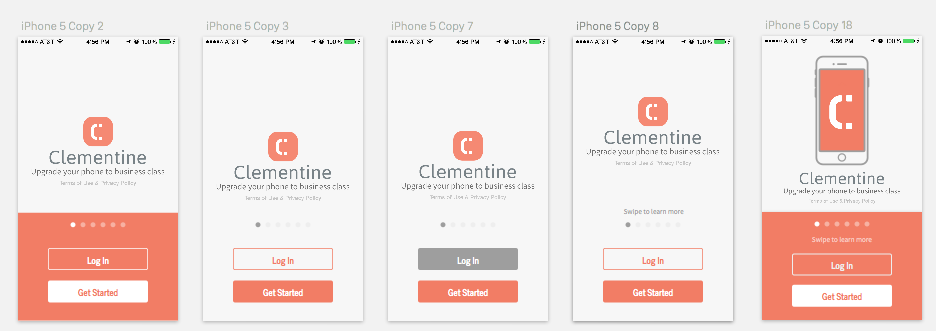 iPhone 5 Copy 2
●●●●● AT&T 4:56 PM 100%
Clementine
Upgrade your phone to business class
Terms of Use & Privacy Policy
Log In
Get Started
iPhone 5 Copy 3
●●●●● AT&T 4:56 PM 100%
Clementine
Upgrade your phone to business class
Terms of Use & Privacy Policy
Log In
Get Started
iPhone 5 Copy 7
●●●●● AT&T 4:56 PM 100%
Clementine
Upgrade your phone to business class
Terms of Use & Privacy Policy
Log In
Get Started
iPhone 5 Copy 8
●●●●● AT&T 4:56 PM 100%
Clementine
Upgrade your phone to business class
Terms of Use & Privacy Policy
Swipe to learn more
Log In
Get Started
iPhone 5 Copy 18
●●●●● AT&T 4:56 PM 100%
Clementine
Upgrade your phone to business class
Terms of Use & Privacy Policy
Swipe to learn more
Log In
Get Started